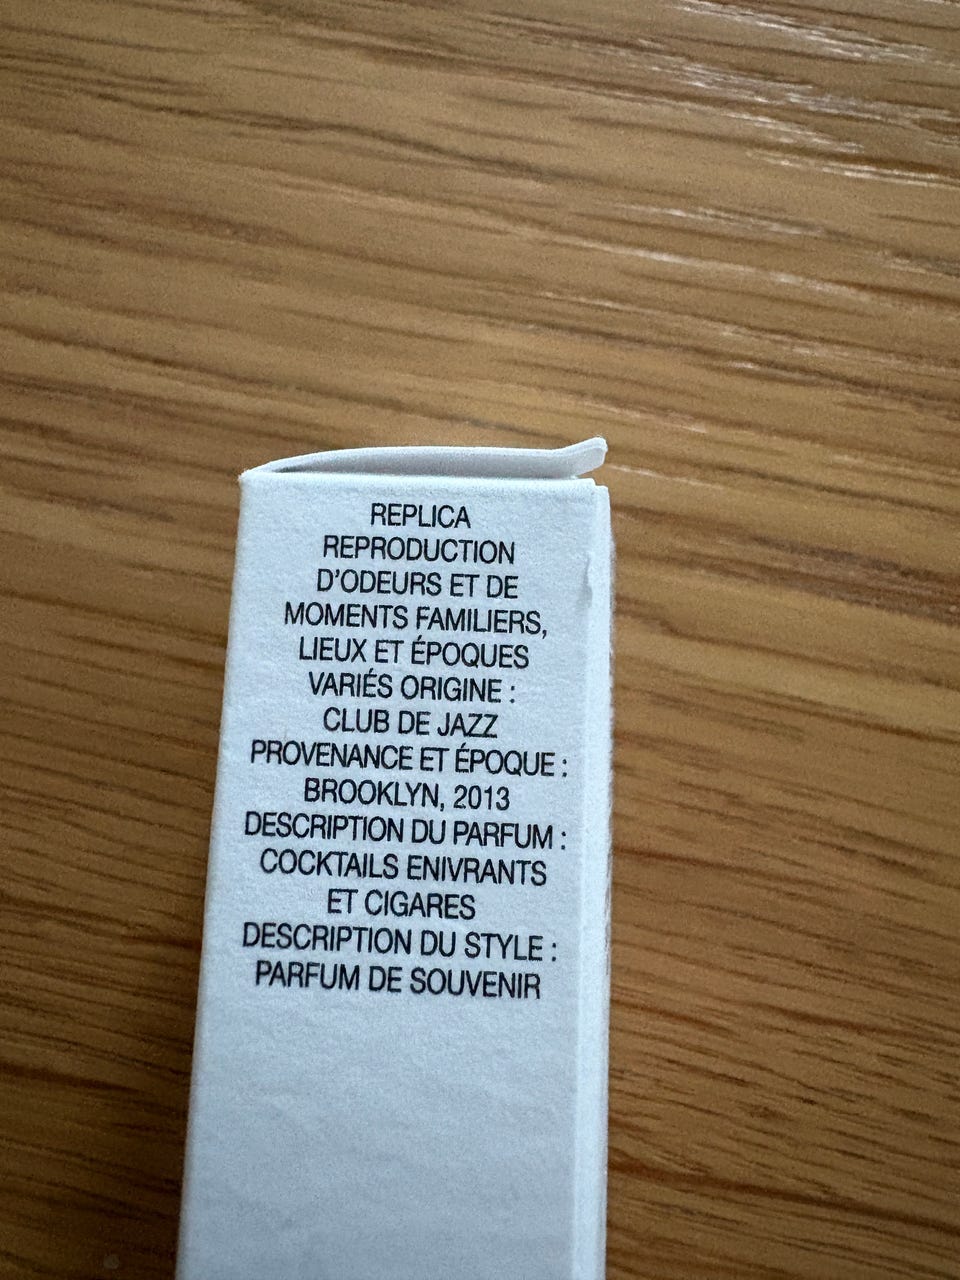 REPLICA
REPRODUCTION
D'ODEURS ET DE
MOMENTS FAMILIERS,
LIEUX ET ÉPOQUES
VARIÉS ORIGINE :
CLUB DE JAZZ
PROVENANCE ET ÉPOQUE :
BROOKLYN, 2013
DESCRIPTION DU PARFUM :
COCKTAILS ENIVRANTS
ET CIGARES
DESCRIPTION DU STYLE :
PARFUM DE SOUVENIR